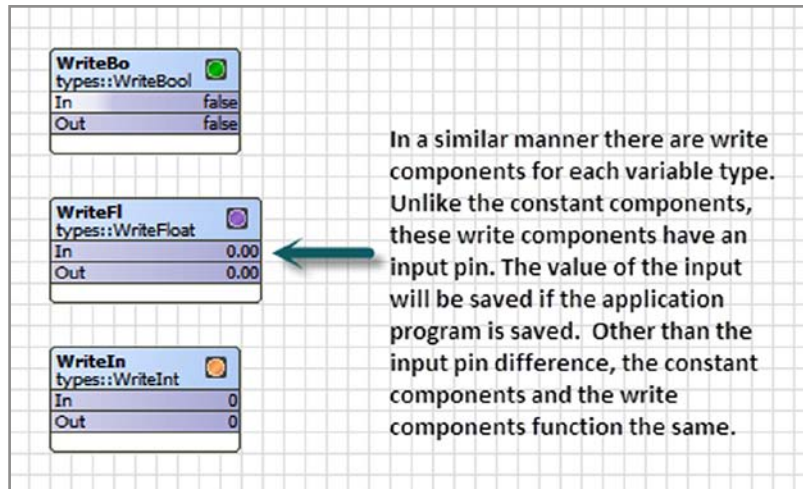 WriteBo
types::WriteBool
In false
Out false
In a similar manner there are write
components for each variable type.
Unlike the constant components,
these write components have an
input pin. The value of the input
will be saved if the application
program is saved. Other than the
input pin difference, the constant
components and the write
components function the same.
WriteFl
types::WriteFloat
In 0.00
Out 0.00
WriteIn
types::WriteInt
In 0
Out 0